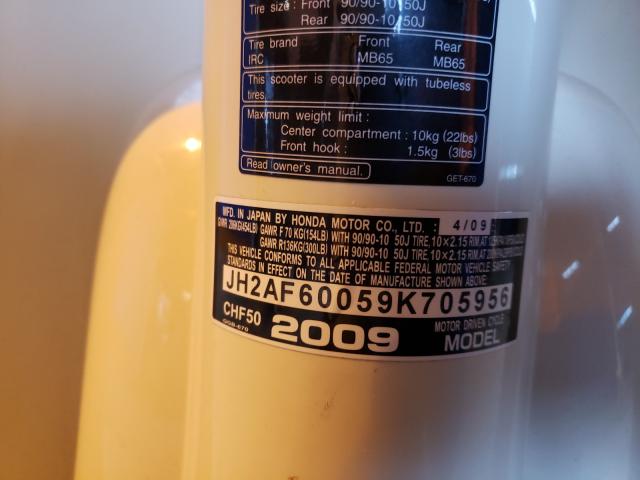 Tire size : Front 90/90-10 50J
Rear 90/90-10 50J
Tire brand Front Rear
IRC MB65 MB65
This scooter is equipped with tubeless
tires.
Maximum weight limit :
Center compartment : 10kg (22lbs)
Front hook : 1.5kg (3lbs)
Read owner's manual.
GET-670
MFD. IN JAPAN BY HONDA MOTOR CO., LTD. : 4/09
GVWR 206KG(454LB) GAWR F 70 KG(154LB) WITH 90/90-10 50J TIRE, 10 × 2.15 RIM, AT
GAWR R136KG(300LB) WITH 90/90-10 50J TIRE, 10 × 2.15 RIM, AT
THIS VEHICLE CONFORMS TO ALL APPLICABLE FEDERAL MOTOR VEHICLE SAFETY
STANDARDS IN EFFECT ON THE DATE OF MANUFACTURE SHOWN ABOVE:
JH2AF60059K705956
CHF50 2009 MOTOR DRIVEN CYCLE
MODEL